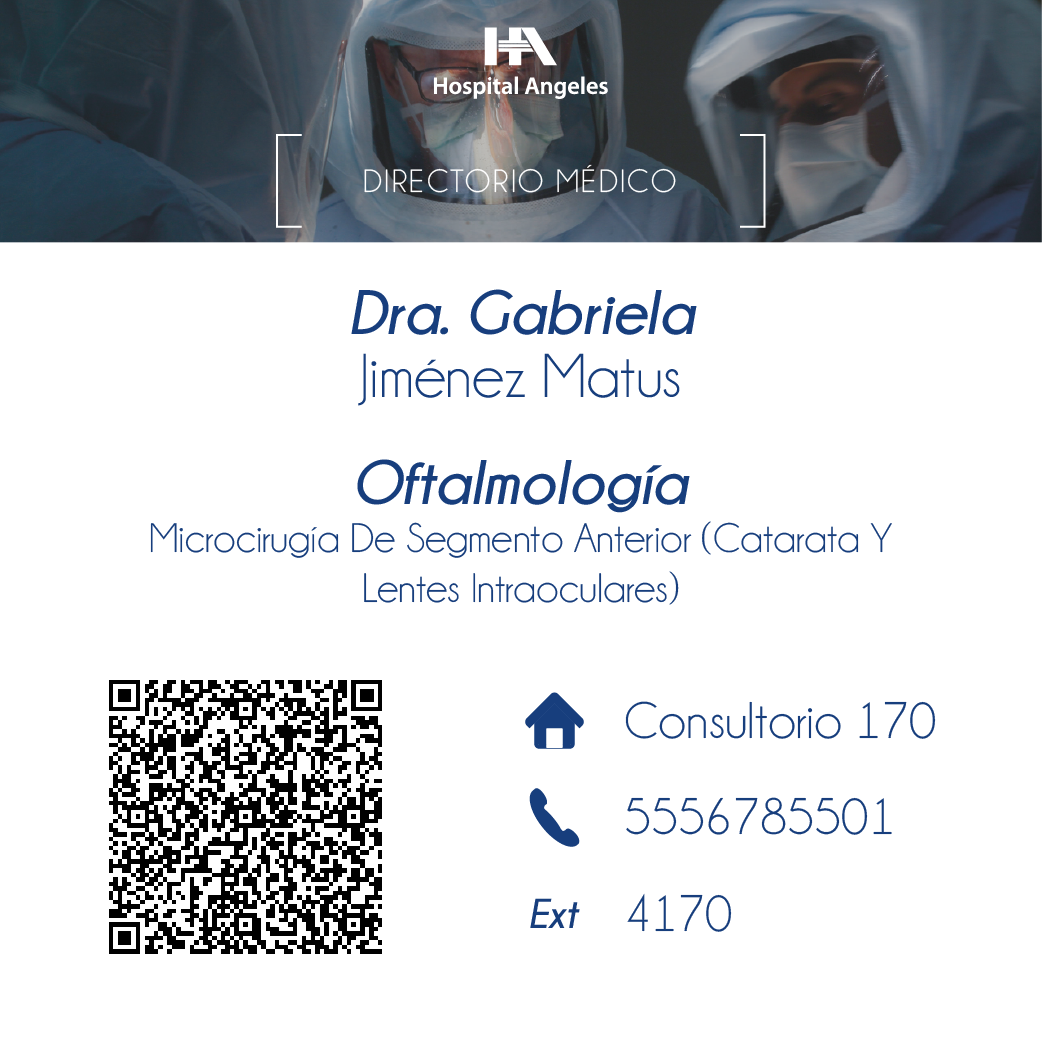 HA
Hospital Angeles
DIRECTORIO MÉDICO
Dra. Gabriela
Jiménez Matus
Oftalmología
Microcirugía De Segmento Anterior (Catarata Y
Lentes Intraoculares)
Consultorio 170
5556785501
Ext 4170